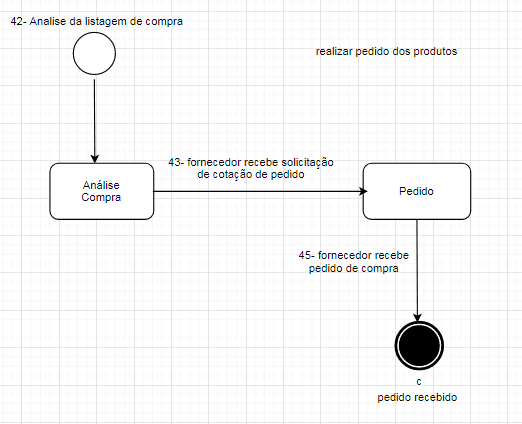 42- Analise da listagem de compra
realizar pedido dos produtos
43- fornecedor recebe solicitação
de cotação de pedido
Análise
Compra
Pedido
45- fornecedor recebe
pedido de compra
c
pedido recebido